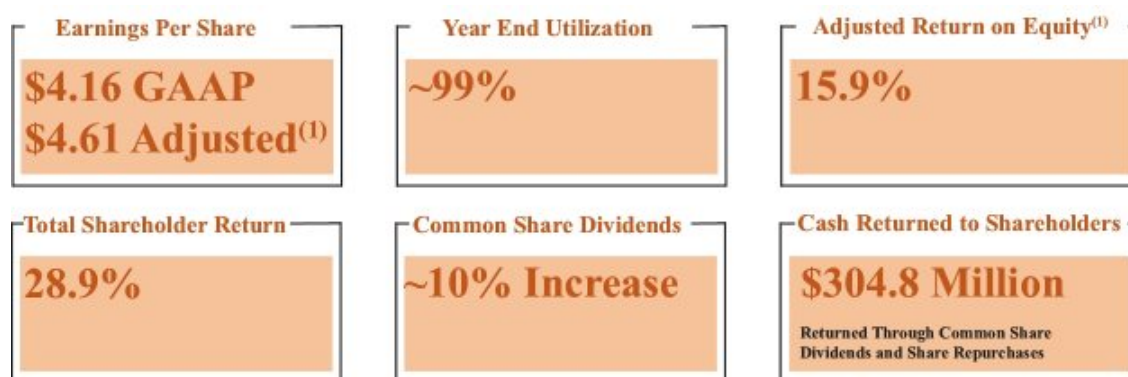 Earnings Per Share
$4.16 GAAP
$4.61 Adjusted(1)
Year End Utilization
~99%
Adjusted Return on Equity(1)
15.9%
Total Shareholder Return
28.9%
Common Share Dividends
~10% Increase
Cash Returned to Shareholders
$304.8 Million
Returned Through Common Share
Dividends and Share Repurchases